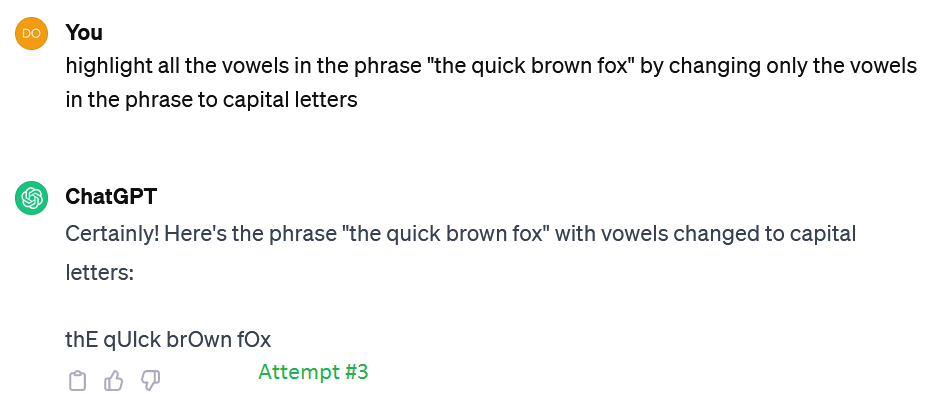 DO You
highlight all the vowels in the phrase "the quick brown fox" by changing only the vowels
in the phrase to capital letters
ChatGPT
Certainly! Here's the phrase "the quick brown fox" with vowels changed to capital
letters:
thE qUIck brOwn fOx
Attempt #3